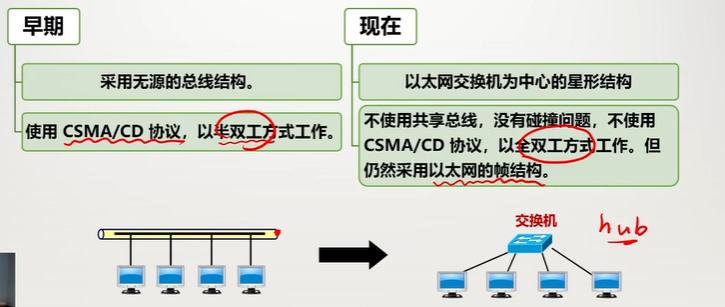 早期
采用无源的总线结构。
使用 CSMA/CD 协议，以半双工方式工作。
现在
以太网交换机为中心的星形结构
不使用共享总线，没有碰撞问题，不使用
CSMA/CD 协议，以全双工方式工作。但
仍然采用以太网的帧结构。
交换机
hub